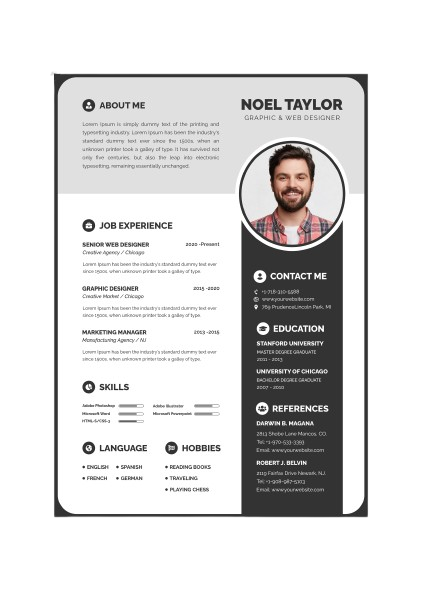 ABOUT ME
Lorem Ipsum is simply dummy text of the printing and
typesetting industry. Lorem Ipsum has been the industry's
standard dummy text ever since the 1500s, when an
unknown printer took a galley of type. It has survived not
only five centuries, but also the leap into electronic
typesetting, remaining essentially unchanged.
NOEL TAYLOR
GRAPHIC & WEB DESIGNER
JOB EXPERIENCE
SENIOR WEB DESIGNER 2020 -Present
Creative Agency / Chicago
Lorem Ipsum has been the industry's standard dummy text ever
since 1500s, when an unknown printer took a galley of type.
GRAPHIC DESIGNER 2015 -2020
Creative Market / Chicago
Lorem Ipsum has been the industry's standard dummy text ever
since 1500s, when an unknown printer took a galley of type.
MARKETING MANAGER 2013 -2015
Manufacturing Agency / NJ
Lorem Ipsum has been the industry's standard dummy text ever
since 1500s, when an unknown printer took a galley of type.
SKILLS
Adobe Photoshop Adobe Illustrator
Microsoft Word Microsoft Powerpoint
HTML-5/CSS-3
LANGUAGE
ENGLISH SPANISH
FRENCH GERMAN
HOBBIES
READING BOOKS
TRAVELING
PLAYING CHESS
CONTACT ME
+1-718-310-5588
www.yourwebsite.com
769 Prudence Lincoln Park, MI
EDUCATION
STANFORD UNIVERSITY
MASTER DEGREE GRADUATE
2011 - 2013
UNIVERSITY OF CHICAGO
BACHELOR DEGREE GRADUATE
2007 - 2010
REFERENCES
DARWIN B. MAGANA
2813 Shobe Lane Mancos, CO.
Tel: +1-970-533-3393
Email: www.yourwebsite.com
ROBERT J. BELVIN
2119 Fairfax Drive Newark, NJ.
Tel: +1-908-987-5103
Email: www.yourwebsite.com